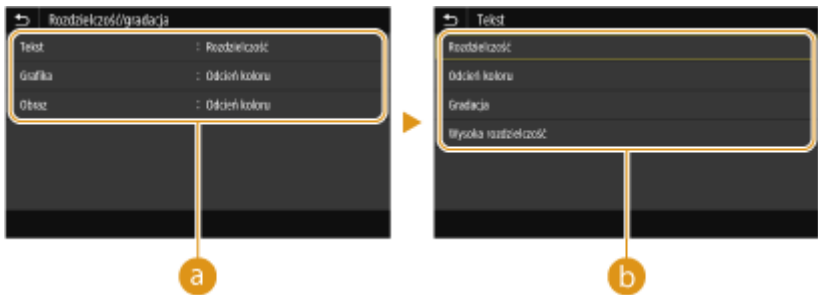 Rozdzielczość/gradacja
Tekst : Rozdzielczość
Grafika : Odcień koloru
Obraz : Odcień koloru
a
Tekst
Rozdzielczość
Odcień koloru
Gradacja
Wysoka rozdzielczość
b